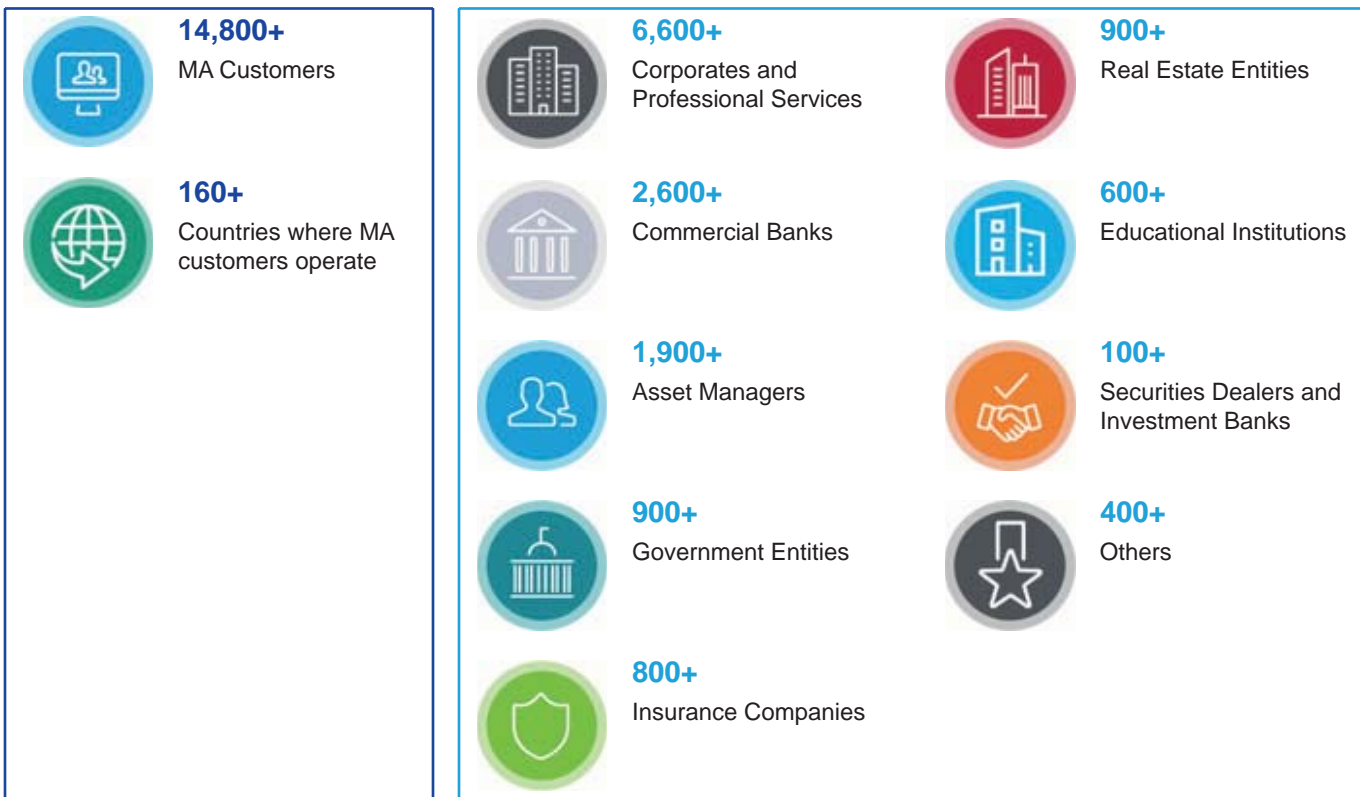 14,800+
MA Customers
160+
Countries where MA
customers operate
6,600+
Corporates and
Professional Services
2,600+
Commercial Banks
1,900+
Asset Managers
900+
Government Entities
800+
Insurance Companies
900+
Real Estate Entities
600+
Educational Institutions
100+
Securities Dealers and
Investment Banks
400+
Others